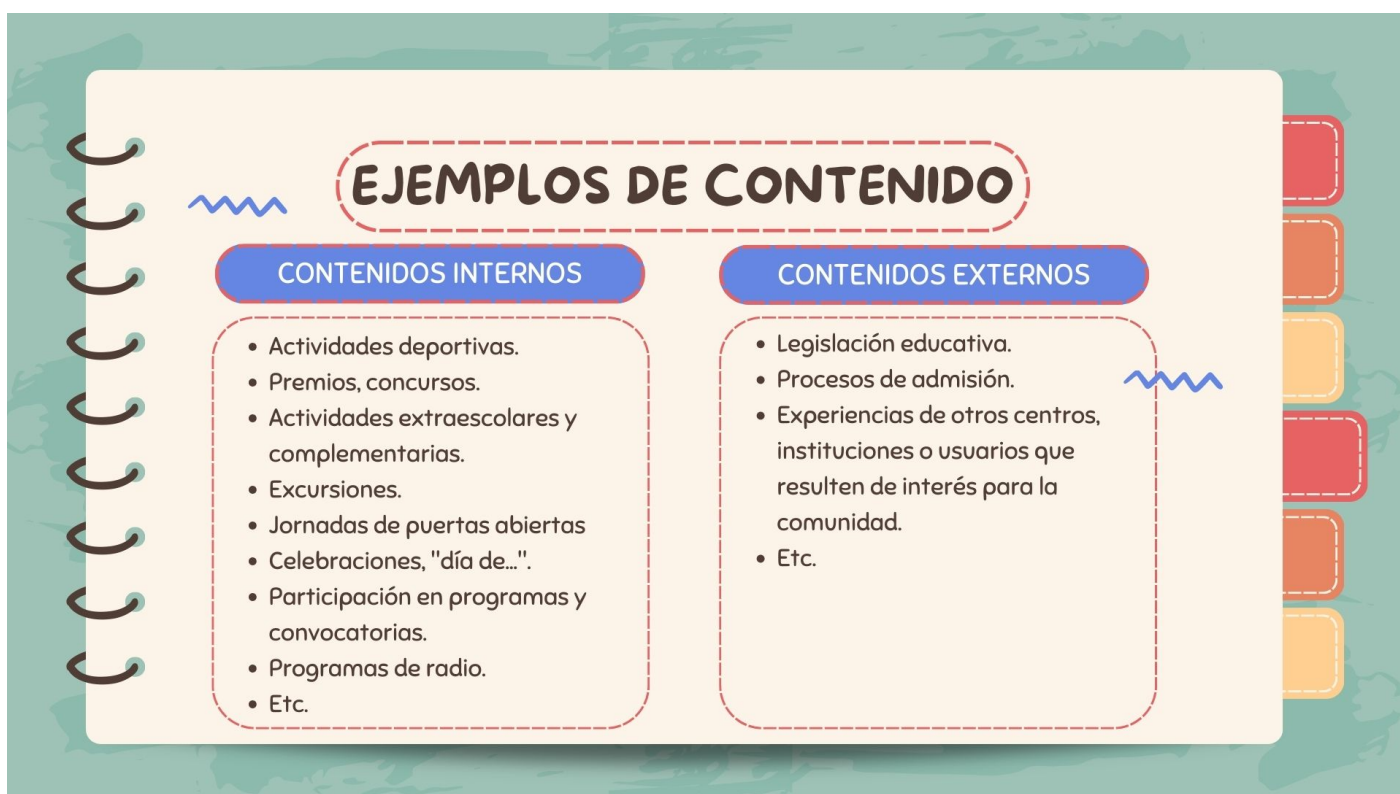 EJEMPLOS DE CONTENIDO
CONTENIDOS INTERNOS
• Actividades deportivas.
• Premios, concursos.
• Actividades extraescolares y
complementarias.
• Excursiones.
• Jornadas de puertas abiertas
• Celebraciones, "día de...".
• Participación en programas y
convocatorias.
• Programas de radio.
• Etc.
CONTENIDOS EXTERNOS
• Legislación educativa.
• Procesos de admisión.
• Experiencias de otros centros,
instituciones o usuarios que
resulten de interés para la
comunidad.
• Etc.